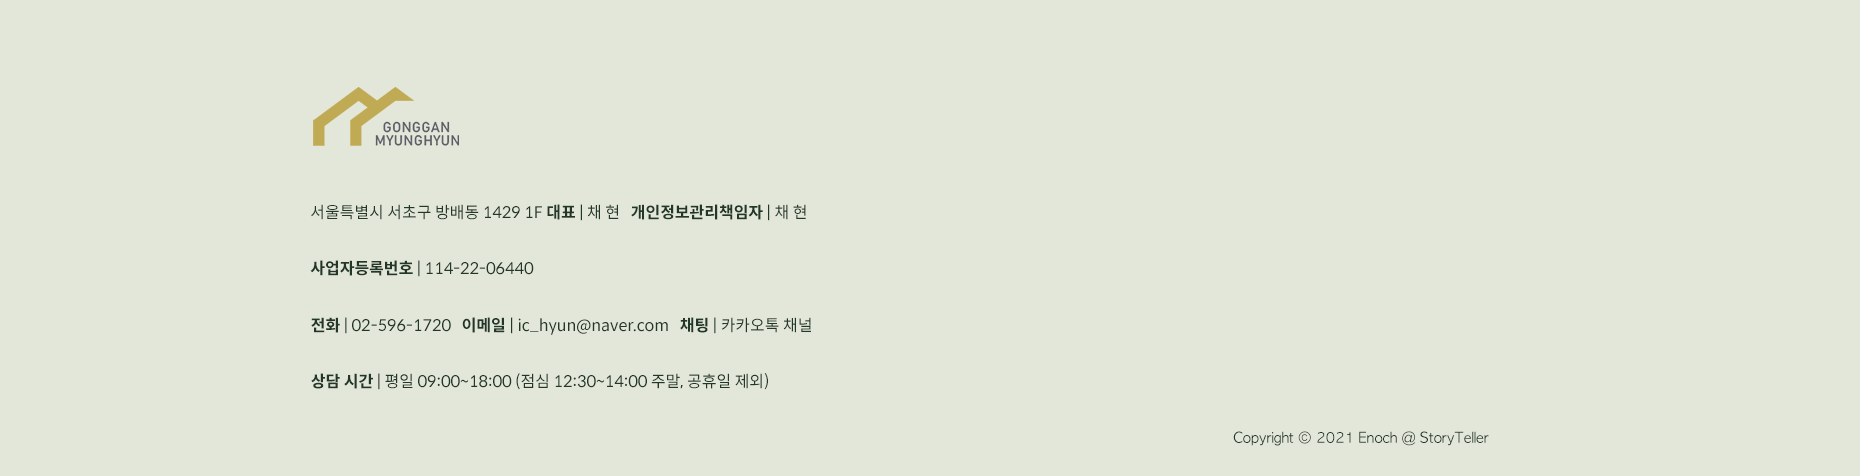 GONGGAN
MYUNGHYUN
서울특별시 서초구 방배동 1429 1F 대표 | 채 현 개인정보관리책임자 | 채 현
사업자등록번호 | 114-22-06440
전화 | 02-596-1720 이메일 | ic_hyun@naver.com 채팅 | 카카오톡 채널
상담 시간 | 평일 09:00~18:00 (점심 12:30~14:00 주말, 공휴일 제외)
Copyright © 2021 Enoch @ StoryTeller